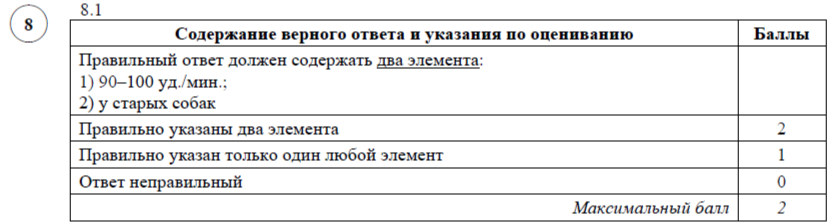 8
8.1
Содержание верного ответа и указания по оцениванию Баллы
Правильный ответ должен содержать два элемента:
1) 90–100 уд./мин.;
2) у старых собак
Правильно указаны два элемента 2
Правильно указан только один любой элемент 1
Ответ неправильный 0
Максимальный балл 2